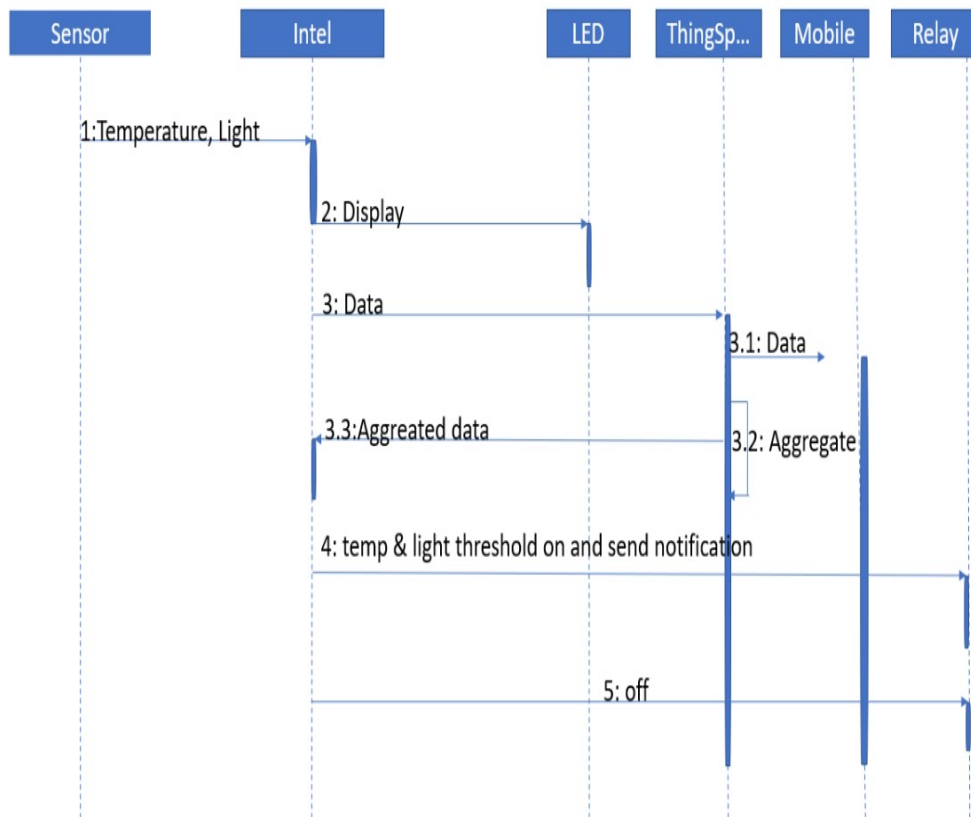 Sensor
Intel
LED
ThingSp...
Mobile
Relay
1:Temperature, Light
2: Display
3: Data
3.1: Data
3.3:Aggreated data
3.2: Aggregate
4: temp & light threshold on and send notification
5: off